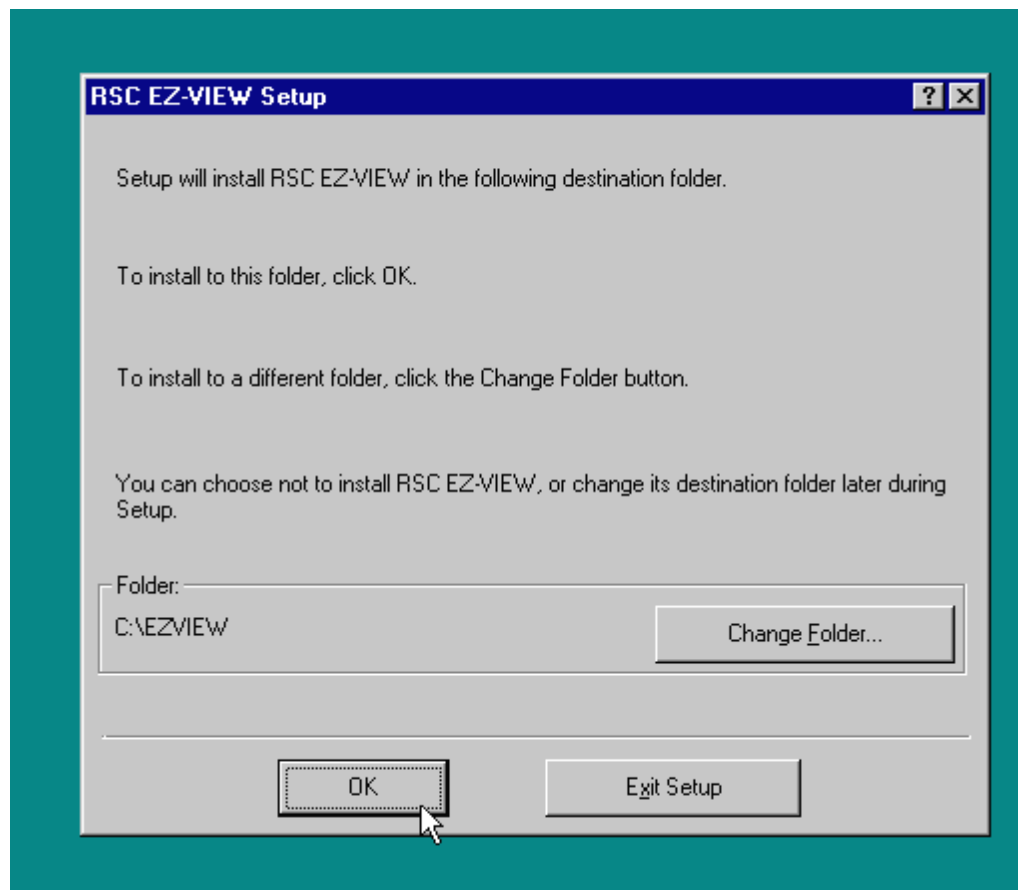 RSC EZ-VIEW Setup
Setup will install RSC EZ-VIEW in the following destination folder.
To install to this folder, click OK.
To install to a different folder, click the Change Folder button.
You can choose not to install RSC EZ-VIEW, or change its destination folder later during
Setup.
Folder:
C:\EZVIEW
Change Folder...
OK
Exit Setup